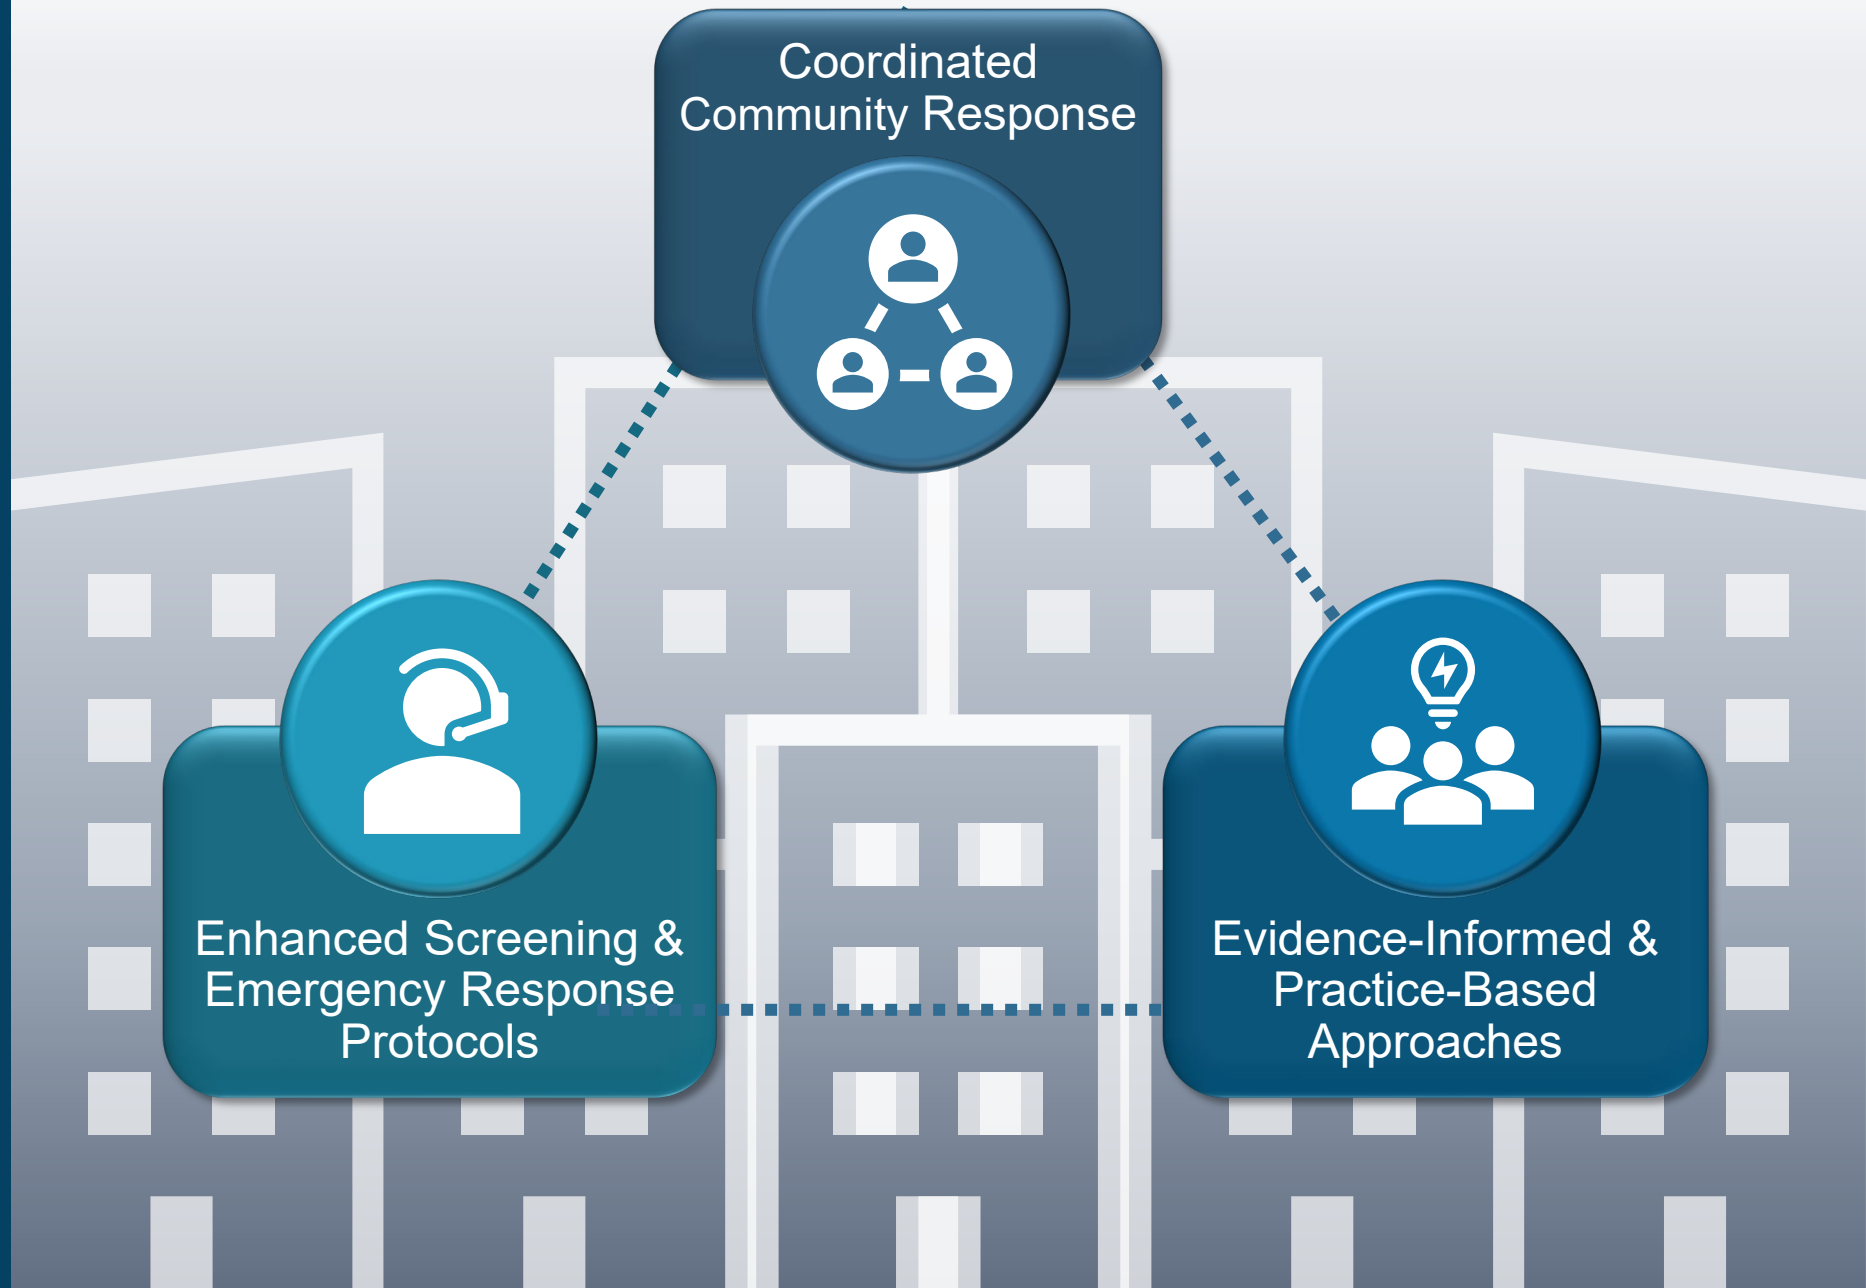 Coordinated
Community Response
Enhanced Screening &
Emergency Response
Protocols
Evidence-Informed &
Practice-Based
Approaches